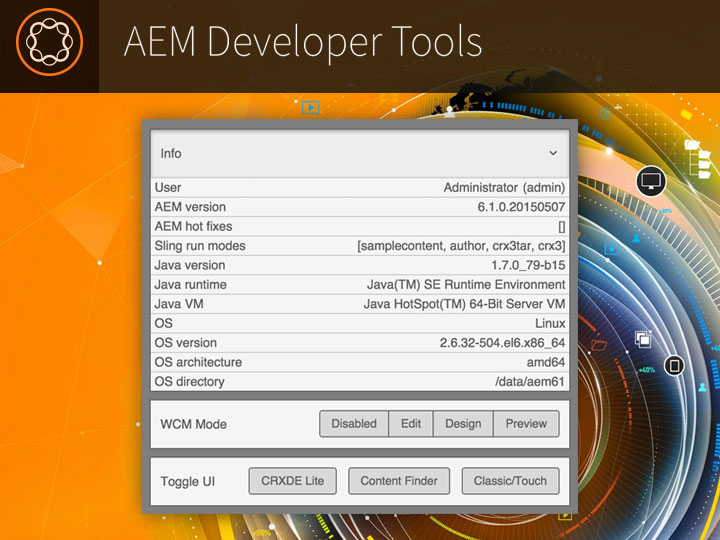 AEM Developer Tools
Info
User Administrator (admin)
AEM version 6.1.0.20150507
AEM hot fixes []
Sling run modes [samplecontent, author, crx3tar, crx3]
Java version 1.7.0_79-b15
Java runtime Java(TM) SE Runtime Environment
Java VM Java HotSpot(TM) 64-Bit Server VM
OS Linux
OS version 2.6.32-504.el6.x86_64
OS architecture amd64
OS directory /data/aem61
WCM Mode Disabled Edit Design Preview
Toggle UI CRXDE Lite Content Finder Classic/Touch
+40%